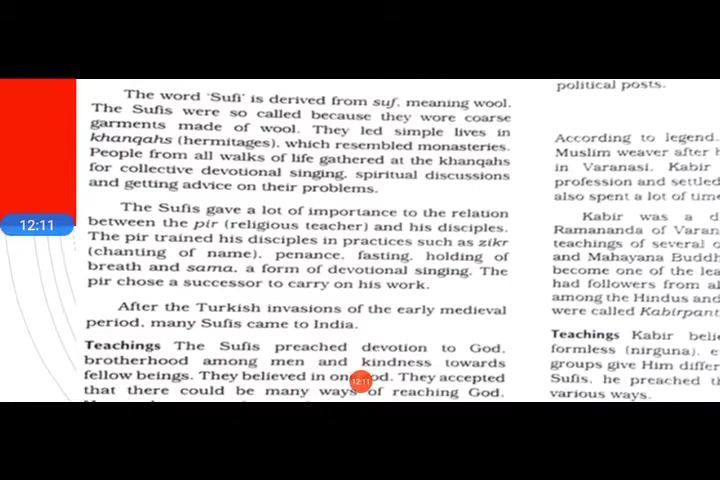 The word 'Sufi' is derived from suf, meaning wool.
The Sufis were so called because they wore coarse
garments made of wool. They led simple lives in
khanqahs (hermitages), which resembled monasteries.
People from all walks of life gathered at the khanqahs
for collective devotional singing, spiritual discussions
and getting advice on their problems.
The Sufis gave a lot of importance to the relation
between the pir (religious teacher) and his disciples.
The pir trained his disciples in practices such as zikr
(chanting of name), penance, fasting, holding of
breath and sama, a form of devotional singing. The
pir chose a successor to carry on his work.
After the Turkish invasions of the early medieval
period, many Sufis came to India.
Teachings The Sufis preached devotion to God,
brotherhood among men and kindness towards
fellow beings. They believed in
They accepted
that there could be many ways of reaching God.
12:11
12:11
political posts.
According to legend,
Muslim weaver after
in Varanasi. Kabir
profession and settled
also spent a lot of
Kabir was a
Ramananda of
teachings of several
and Mahayana
become one of the
had followers from
among the Hindus and
were called
Teachings Kabir
formless (nirguna),
groups give Him
Sufis, he preached
various ways.